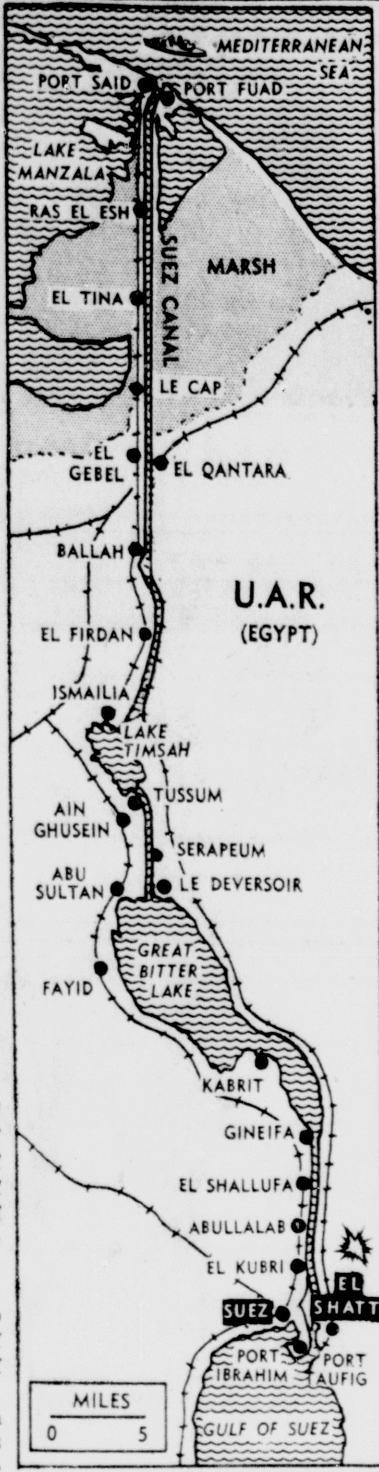 MEDITERRANEAN
SEA
PORT SAID
PORT FUAD
LAKE
MANZALA
RAS EL ESH
SUEZ CANAL
MARSH
EL TINA
LE CAP
EL
GEBEL
EL QANTARA
BALLAH
U.A.R.
(EGYPT)
EL FIRDAN
ISMAILIA
LAKE
TIMSAH
TUSSUM
AIN
GHUSEIN
SERAPEUM
ABU
SULTAN
LE DEVERSOIR
GREAT
BITTER
LAKE
FAYID
KABRIT
GINEIFA
EL SHALLUFA
ABULLALAB
EL KUBRI
EL
SHATT
SUEZ
PORT
IBRAHIM
PORT
AUFIG
MILES
0 5
GULF OF SUEZ